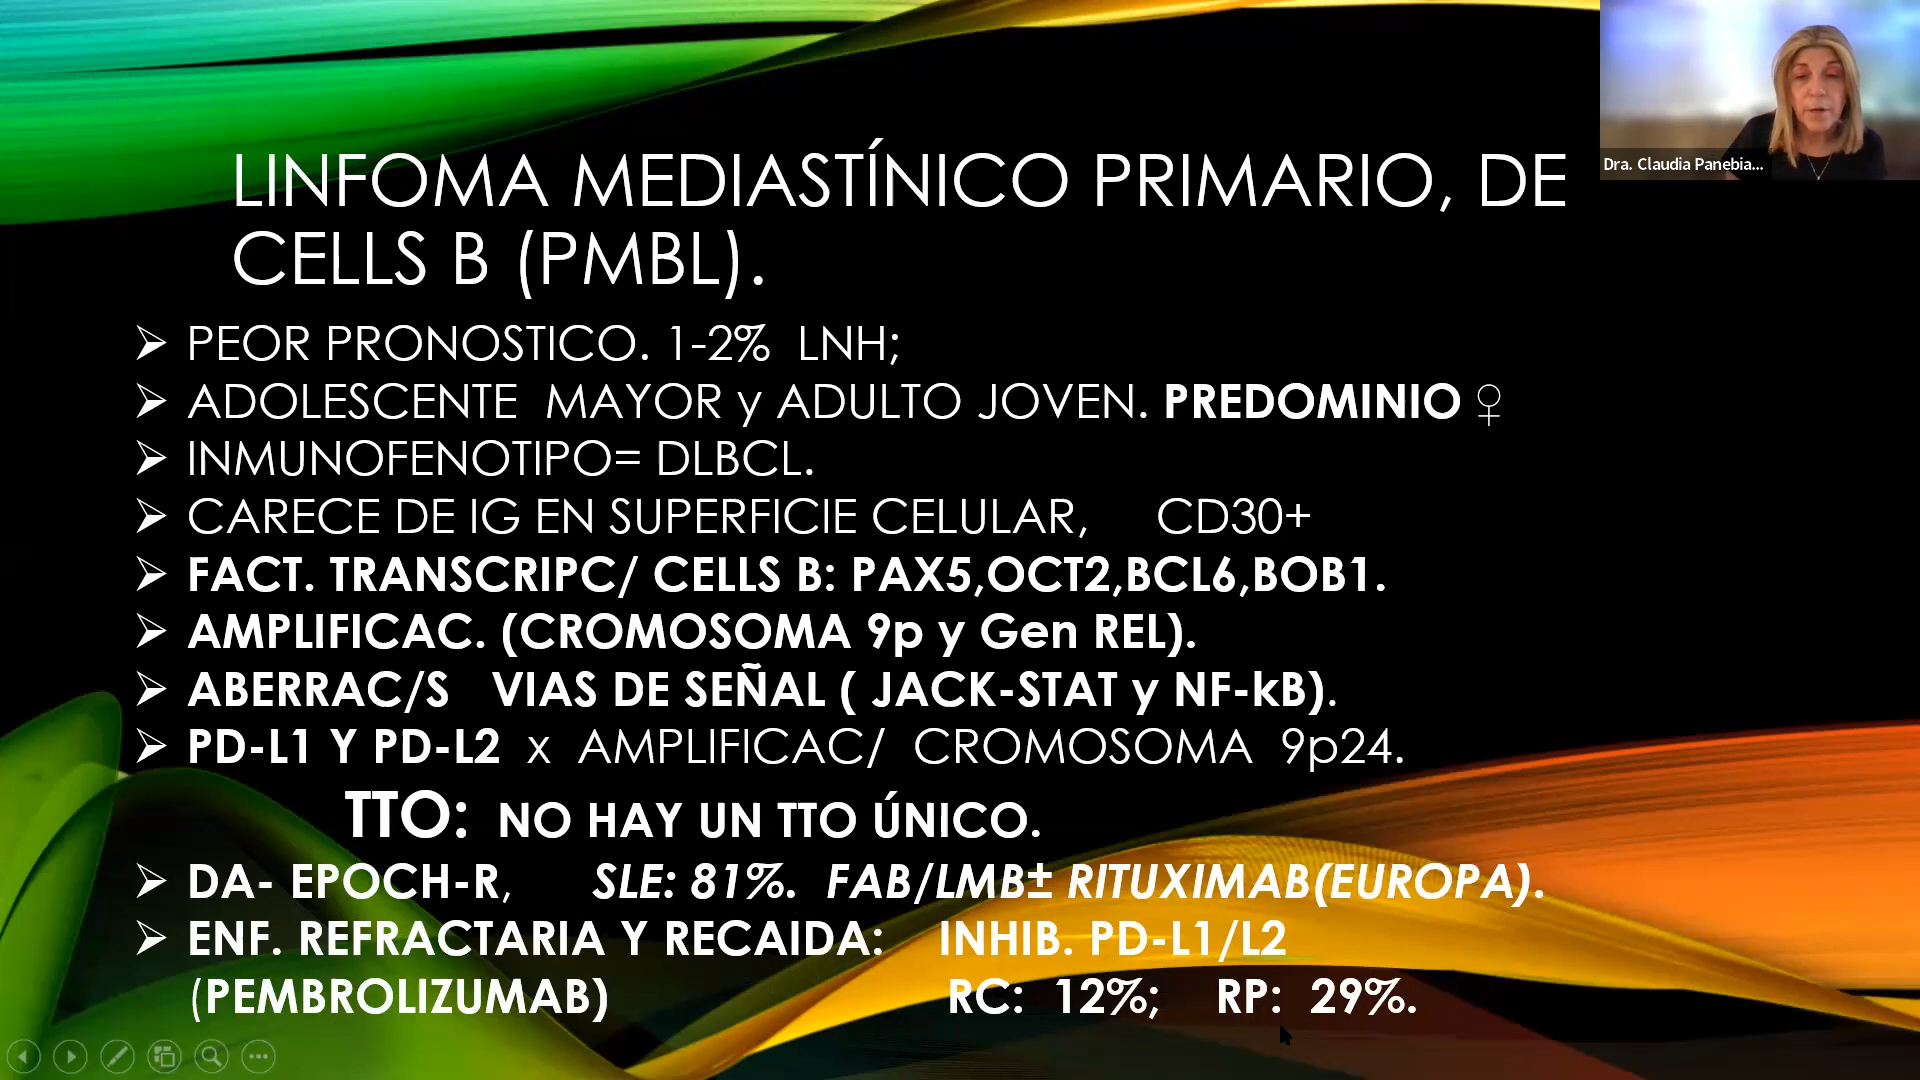 LINFOMA MEDIASTÍNICO PRIMARIO, DE
CELLS B (PMBL).
Dra. Claudia Panebia...
➢ PEOR PRONOSTICO. 1-2% LNH;
➢ ADOLESCENTE MAYOR y ADULTO JOVEN. PREDOMINIO ♀
➢ INMUNOFENOTIPO= DLBCL.
➢ CARECE DE IG EN SUPERFICIE CELULAR, CD30+
➢ FACT. TRANSCRIPC/ CELLS B: PAX5,OCT2,BCL6,BOB1.
➢ AMPLIFICAC. (CROMOSOMA 9p y Gen REL).
➢ ABERRAC/S VIAS DE SEÑAL ( JACK-STAT y NF-kB).
➢ PD-L1 Y PD-L2 x AMPLIFICAC/ CROMOSOMA 9p24.
TTO: NO HAY UN TTO ÚNICO.
➢ DA- EPOCH-R, SLE: 81%. FAB/LMB± RITUXIMAB(EUROPA).
➢ ENF. REFRACTARIA Y RECAIDA: INHIB. PD-L1/L2
(PEMBROLIZUMAB) RC: 12%; RP: 29%.